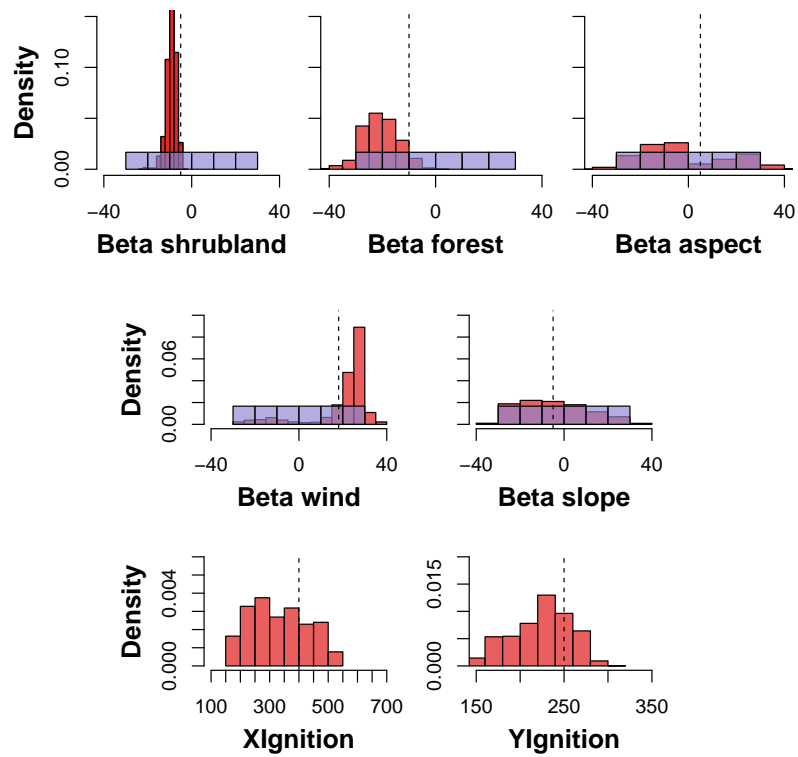 Density
0.00 0.10
−40 0 40
−40 0 40
−40 0 40
Beta shrubland
Beta forest
Beta aspect
Density
0.00 0.06
−40 0 40
−40 0 40
Beta wind
Beta slope
Density
0.000 0.004
0.000 0.015
100 300 500 700
150 250 350
XIgnition
YIgnition